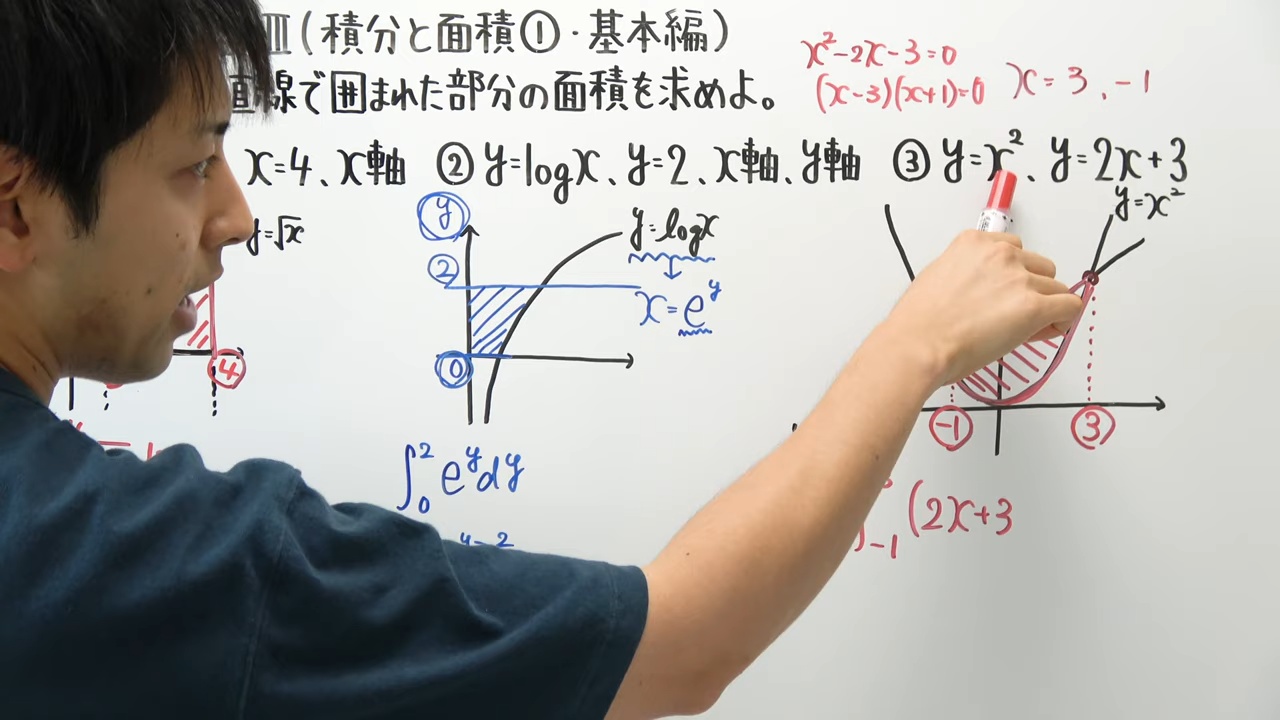 III(積分と面積①・基本編)
直線で囲まれた部分の面積を求めよ。
x²-2x-3=0
(x-3)(x+1)=0 x=3、-1
x=4、x軸 ② y=logx、y=2、x軸、y軸 ③ y=x²、y=2x+3
y=√x
4
y
2
0
y=logx
x=e^y
∫₀² e^y dy
y=x²
-1
3
-1 (2x+3